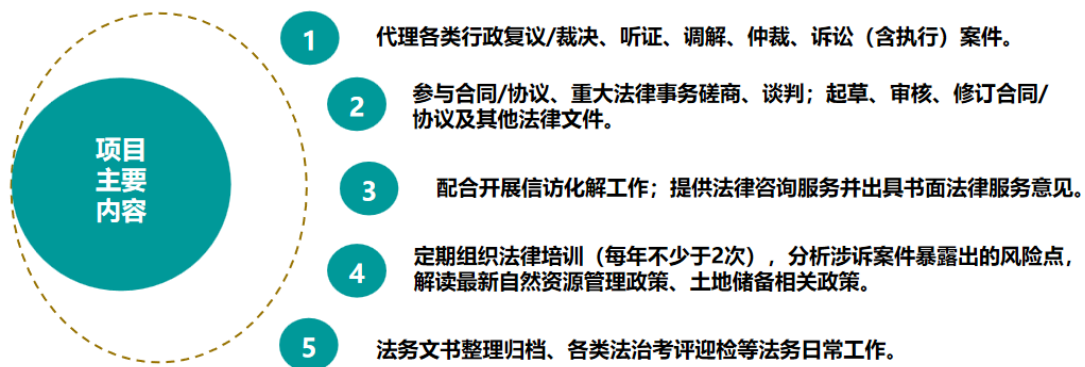 项目
主要
内容
1
代理各类行政复议/裁决、听证、调解、仲裁、诉讼（含执行）案件。
2
参与合同/协议、重大法律事务磋商、谈判；起草、审核、修订合同/
协议及其他法律文件。
3
配合开展信访化解工作；提供法律咨询服务并出具书面法律服务意见。
4
定期组织法律培训（每年不少于2次），分析涉诉案件暴露出的风险点，
解读最新自然资源管理政策、土地储备相关政策。
5
法务文书整理归档、各类法治考评迎检等法务日常工作。